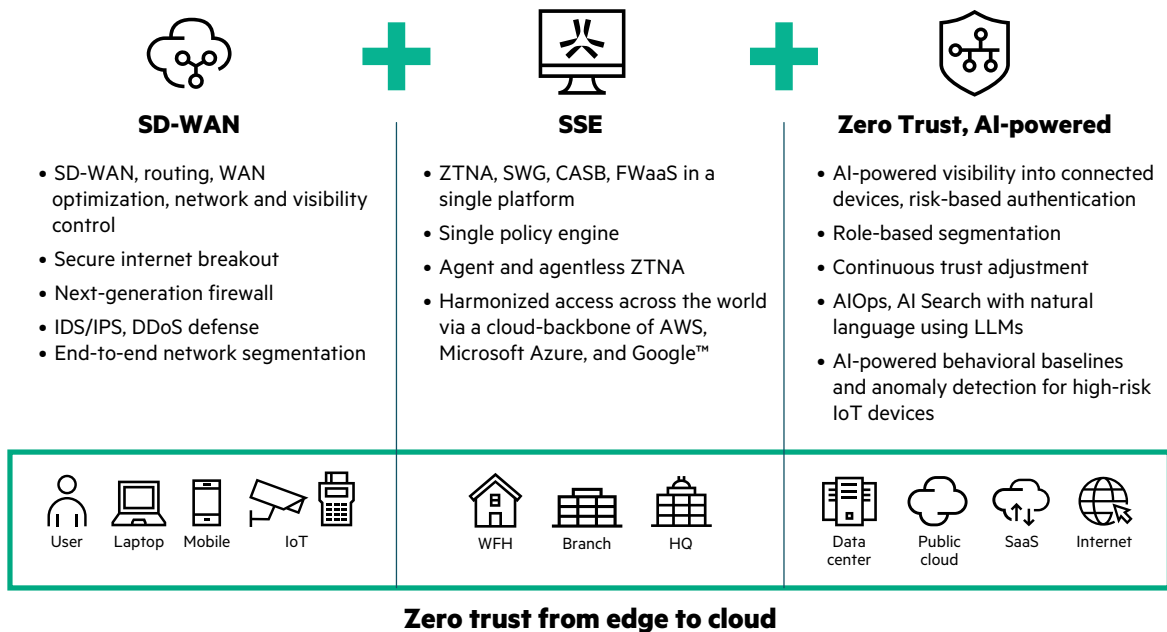 SD-WAN
• SD-WAN, routing, WAN
optimization, network and visibility
control
• Secure internet breakout
• Next-generation firewall
• IDS/IPS, DDoS defense
• End-to-end network segmentation
SSE
• ZTNA, SWG, CASB, FWaaS in a
single platform
• Single policy engine
• Agent and agentless ZTNA
• Harmonized access across the world
via a cloud-backbone of AWS,
Microsoft Azure, and Google™
Zero Trust, AI-powered
• AI-powered visibility into connected
devices, risk-based authentication
• Role-based segmentation
• Continuous trust adjustment
• AIOps, AI Search with natural
language using LLMs
• AI-powered behavioral baselines
and anomaly detection for high-risk
IoT devices
User
Laptop
Mobile
IoT
WFH
Branch
HQ
Data
center
Public
cloud
SaaS
Internet
Zero trust from edge to cloud